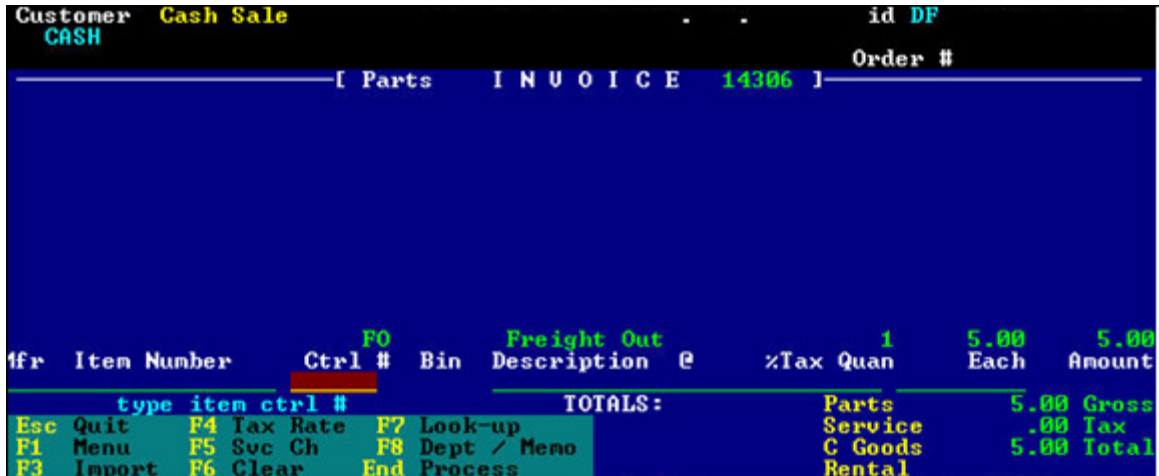 Customer Cash Sale . . id DF
CASH
Order #
[ Parts I N V O I C E 14306 ]
FO Freight Out 1 5.00 5.00
Mfr Item Number Ctrl # Bin Description @ %Tax Quan Each Amount
type item ctrl # TOTALS: Parts 5.00 Gross
Esc Quit F4 Tax Rate F7 Look-up Service .00 Tax
F1 Menu F5 Svc Ch F8 Dept / Memo C Goods 5.00 Total
F3 Import F6 Clear End Process Rental